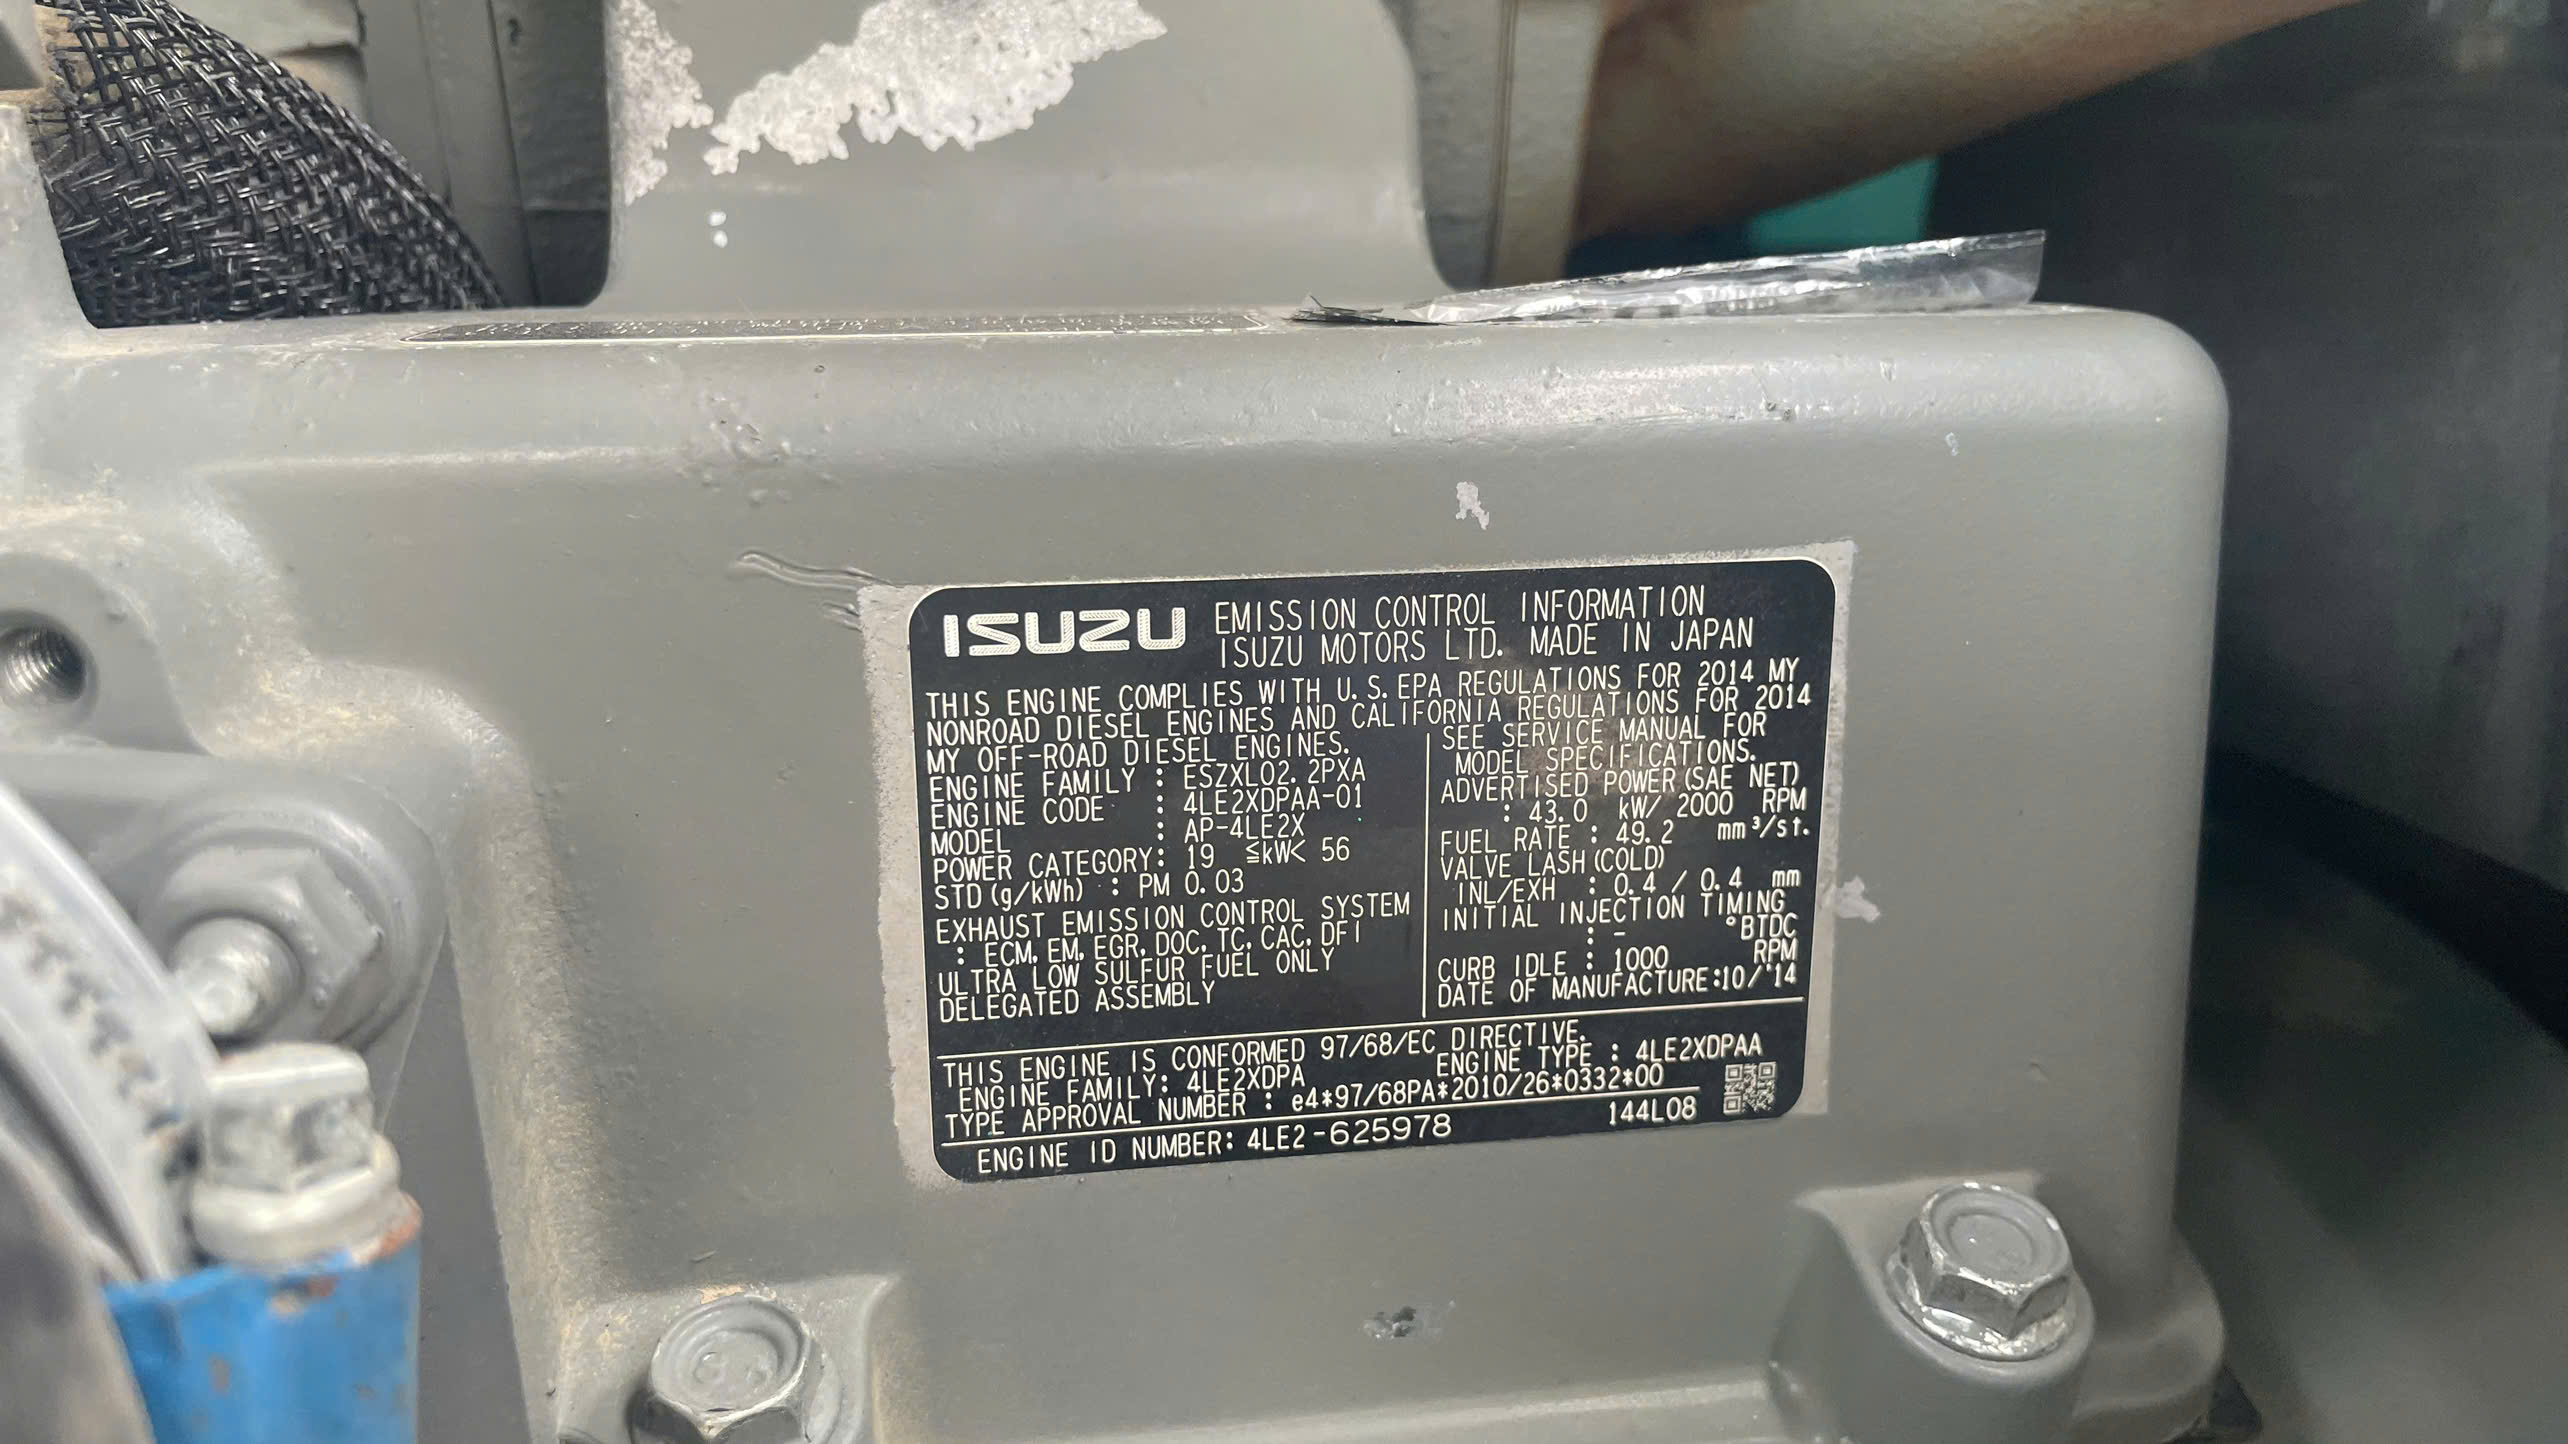 ISUZU EMISSION CONTROL INFORMATION
ISUZU MOTORS LTD. MADE IN JAPAN
THIS ENGINE COMPLIES WITH U.S.EPA REGULATIONS FOR 2014 MY
NONROAD DIESEL ENGINES AND CALIFORNIA REGULATIONS FOR 2014
MY OFF-ROAD DIESEL ENGINES.
ENGINE FAMILY : ESZXL02.2PXA
ENGINE CODE : 4LE2XDPAA-01
MODEL : AP-4LE2X
POWER CATEGORY: 19 ≦kW< 56
STD(g/kWh) : PM 0.03
EXHAUST EMISSION CONTROL SYSTEM
: ECM, EM, EGR, DOC, TC, CAC, DFI
ULTRA LOW SULFUR FUEL ONLY
DELEGATED ASSEMBLY
SEE SERVICE MANUAL FOR
MODEL SPECIFICATIONS.
ADVERTISED POWER(SAE NET)
: 43.0 kW/ 2000 RPM
FUEL RATE : 49.2 mm³/st.
VALVE LASH(COLD)
INL/EXH : 0.4 / 0.4 mm
INITIAL INJECTION TIMING
: - °BTDC
CURB IDLE : 1000 RPM
DATE OF MANUFACTURE:10/'14
THIS ENGINE IS CONFORMED 97/68/EC DIRECTIVE.
ENGINE FAMILY: 4LE2XDPA ENGINE TYPE : 4LE2XDPAA
TYPE APPROVAL NUMBER : e4*97/68PA*2010/26*0332*00
ENGINE ID NUMBER: 4LE2-625978 144L08